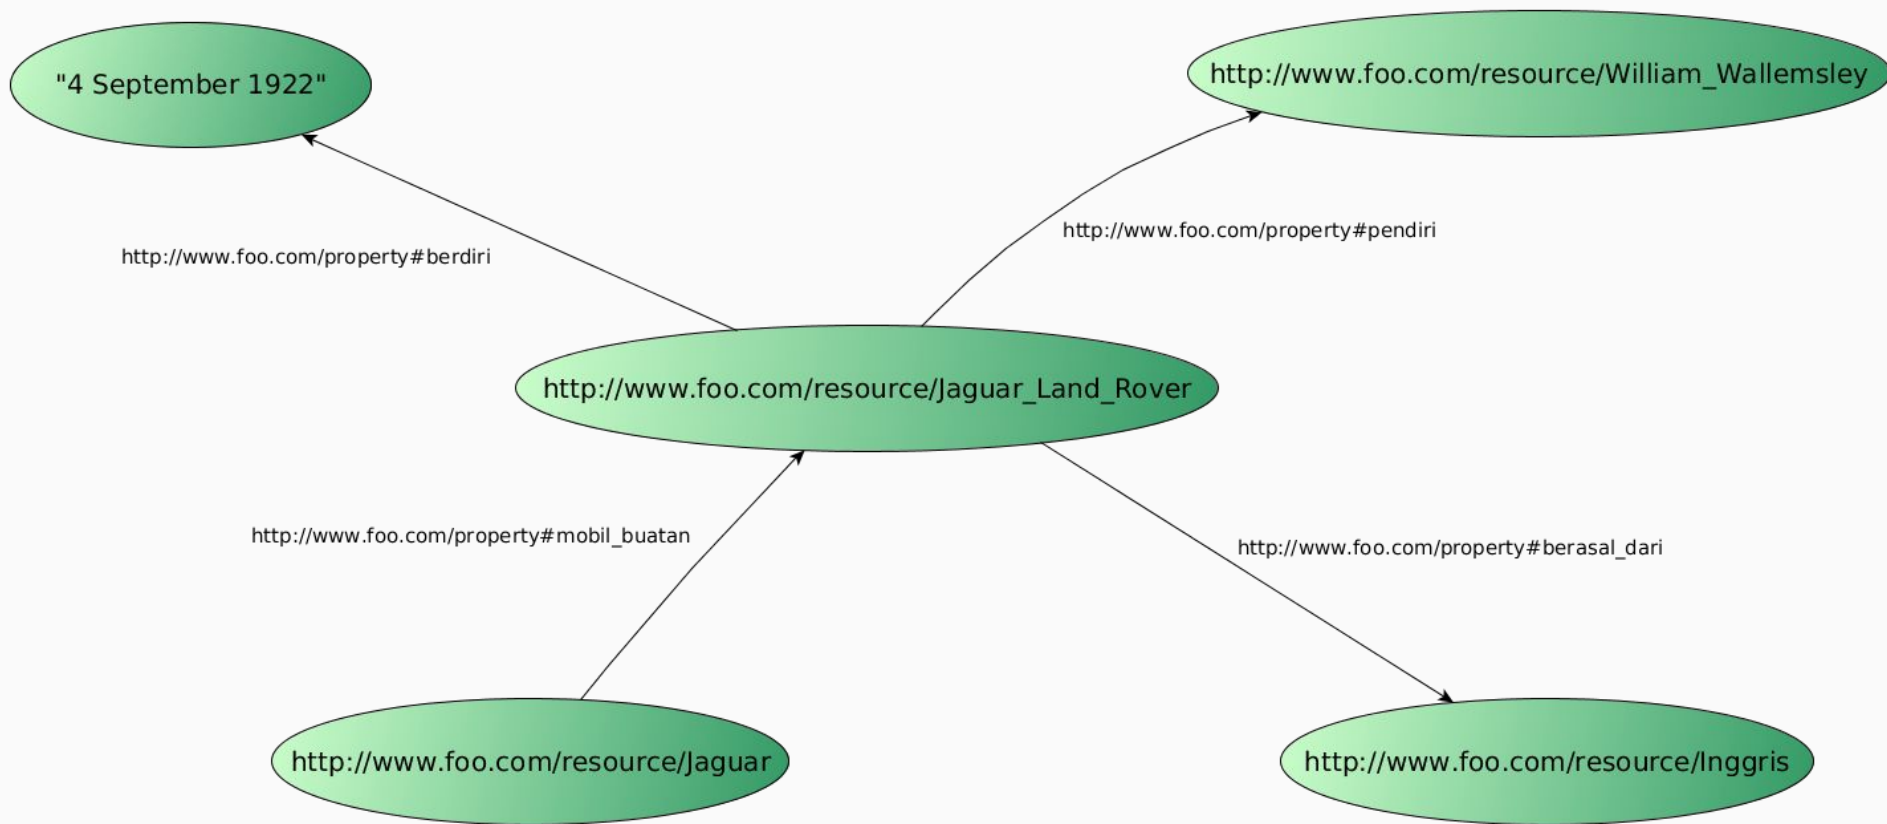 "4 September 1922"
http://www.foo.com/resource/William_Wallemsley
http://www.foo.com/property#berdiri
http://www.foo.com/property#pendiri
http://www.foo.com/resource/Jaguar_Land_Rover
http://www.foo.com/property#mobil_buatan
http://www.foo.com/property#berasal_dari
http://www.foo.com/resource/Jaguar
http://www.foo.com/resource/Inggris